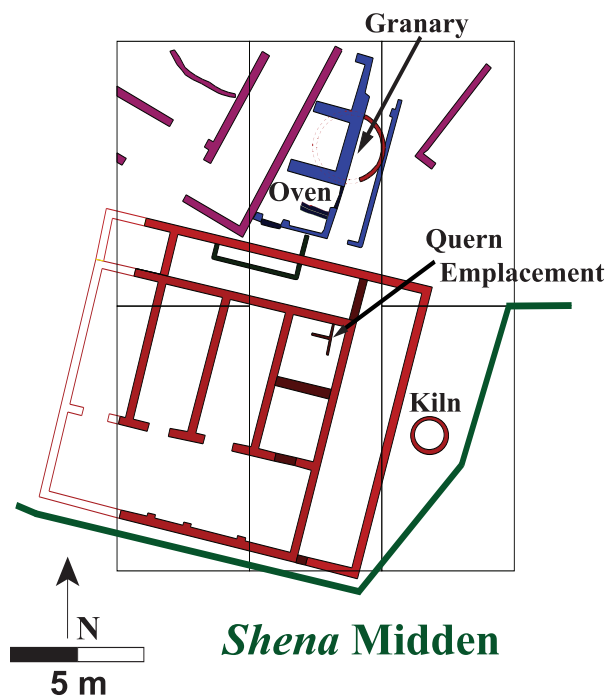 Granary
Oven
Quern
Emplacement
Kiln
N
Shena Midden
5 m